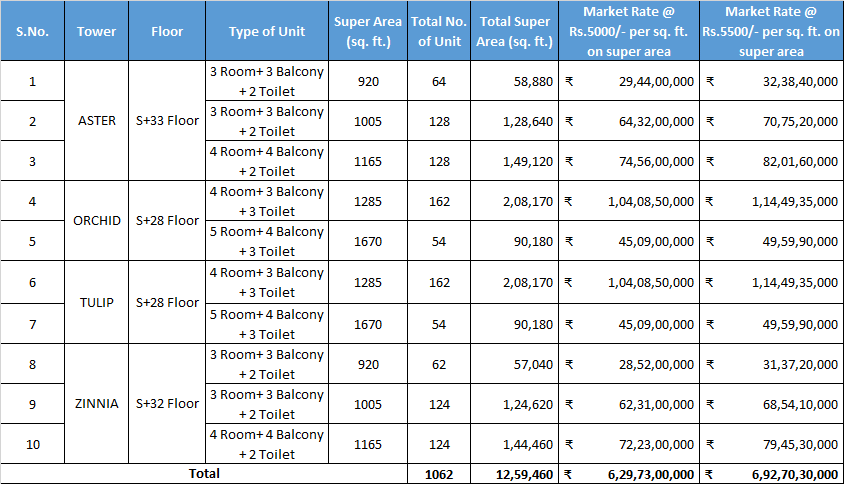 S.No. Tower Floor Type of Unit Super Area (sq. ft.) Total No. of Unit Total Super Area (sq. ft.) Market Rate @ Rs.5000/- per sq. ft. on super area Market Rate @ Rs.5500/- per sq. ft. on super area
1 ASTER S+33 Floor 3 Room+ 3 Balcony + 2 Toilet 920 64 58,880 ₹ 29,44,00,000 ₹ 32,38,40,000
2 3 Room+ 3 Balcony + 2 Toilet 1005 128 1,28,640 ₹ 64,32,00,000 ₹ 70,75,20,000
3 4 Room+ 4 Balcony + 2 Toilet 1165 128 1,49,120 ₹ 74,56,00,000 ₹ 82,01,60,000
4 ORCHID S+28 Floor 4 Room+ 3 Balcony + 3 Toilet 1285 162 2,08,170 ₹ 1,04,08,50,000 ₹ 1,14,49,35,000
5 5 Room+ 4 Balcony + 3 Toilet 1670 54 90,180 ₹ 45,09,00,000 ₹ 49,59,90,000
6 TULIP S+28 Floor 4 Room+ 3 Balcony + 3 Toilet 1285 162 2,08,170 ₹ 1,04,08,50,000 ₹ 1,14,49,35,000
7 5 Room+ 4 Balcony + 3 Toilet 1670 54 90,180 ₹ 45,09,00,000 ₹ 49,59,90,000
8 ZINNIA S+32 Floor 3 Room+ 3 Balcony + 2 Toilet 920 62 57,040 ₹ 28,52,00,000 ₹ 31,37,20,000
9 3 Room+ 3 Balcony + 2 Toilet 1005 124 1,24,620 ₹ 62,31,00,000 ₹ 68,54,10,000
10 4 Room+ 4 Balcony + 2 Toilet 1165 124 1,44,460 ₹ 72,23,00,000 ₹ 79,45,30,000
Total 1062 12,59,460 ₹ 6,29,73,00,000 ₹ 6,92,70,30,000